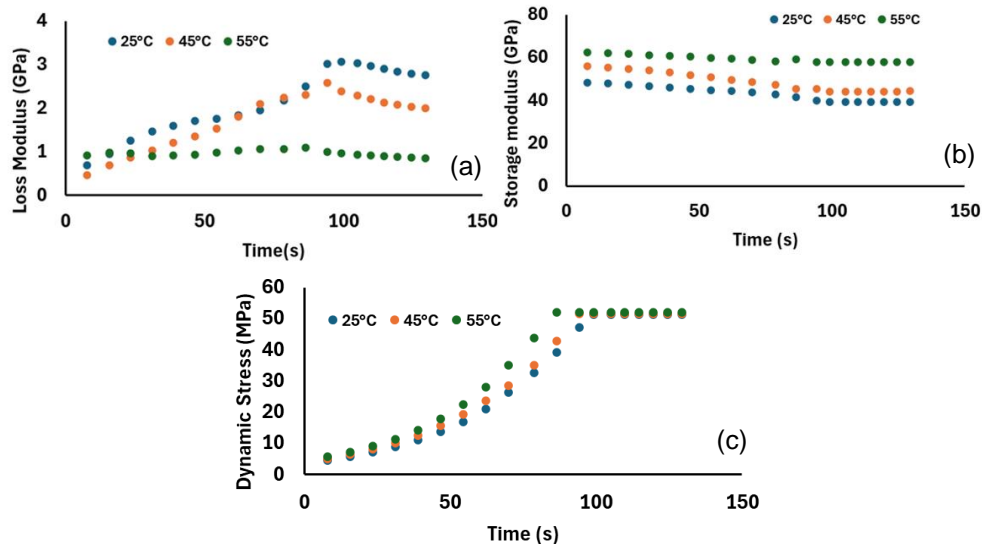 4
3
2
1
0
Loss Modulus (GPa)
25°C 45°C 55°C
(a)
0 50 100 150
Time(s)
80
60
40
20
0
Storage modulus (GPa)
25°C 45°C 55°C
(b)
0 50 100 150
Time (s)
60
50
40
30
20
10
0
Dynamic Stress (MPa)
25°C 45°C 55°C
(c)
0 50 100 150
Time (s)